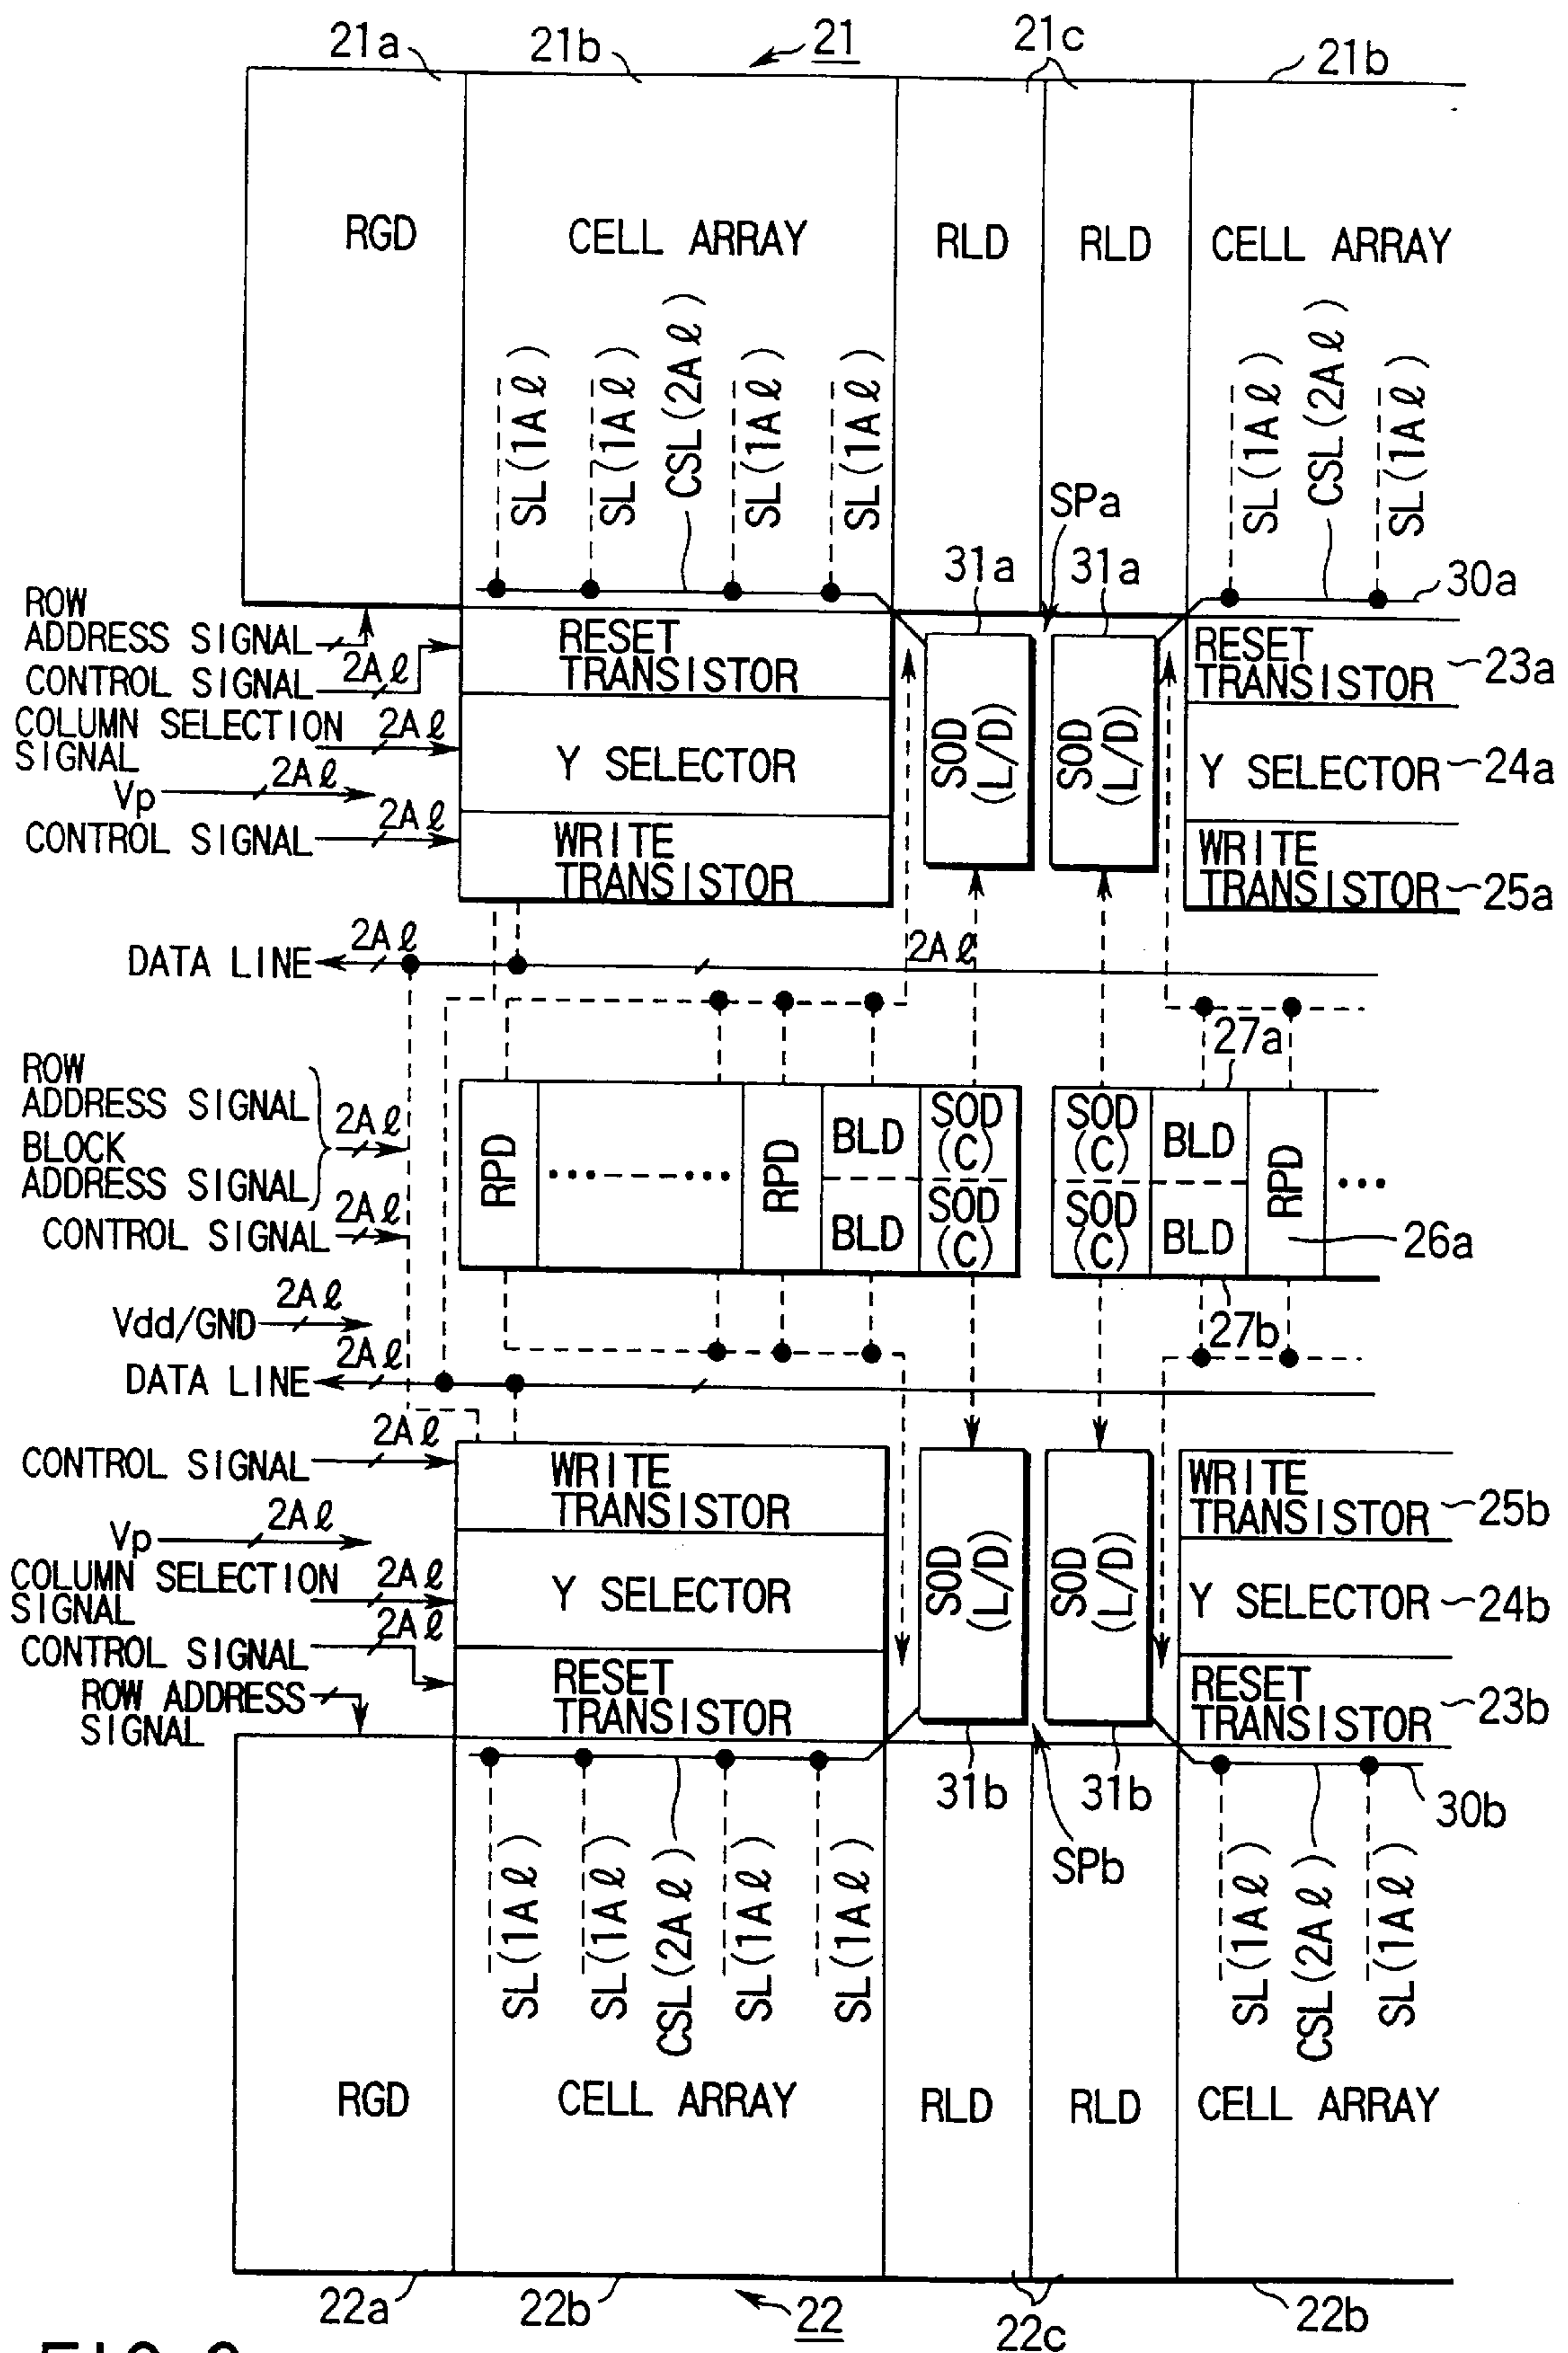 21a 21b 21 21c 21b
RGD CELL ARRAY RLD RLD CELL ARRAY
SL(1Aℓ) SL(1Aℓ) CSL(2Aℓ) SL(1Aℓ) SL(1Aℓ) SL(1Aℓ) CSL(2Aℓ) SL(1Aℓ)
SPa
31a 31a 30a
ROW
ADDRESS SIGNAL
2Aℓ
CONTROL SIGNAL
RESET
TRANSISTOR
RESET
TRANSISTOR
23a
COLUMN SELECTION
SIGNAL
2Aℓ
Y SELECTOR
SOD
(L/D)
SOD
(L/D)
Y SELECTOR
24a
Vp 2Aℓ
CONTROL SIGNAL 2Aℓ
WRITE
TRANSISTOR
WRITE
TRANSISTOR
25a
DATA LINE 2Aℓ 2Aℓ
27a
ROW
ADDRESS SIGNAL
BLOCK
ADDRESS SIGNAL
2Aℓ
CONTROL SIGNAL 2Aℓ
RPD ... ... RPD BLD SOD
(C)
SOD
(C)
BLD RPD ...
BLD SOD
(C)
SOD
(C)
BLD
26a
27b
Vdd/GND 2Aℓ
DATA LINE 2Aℓ
CONTROL SIGNAL 2Aℓ
WRITE
TRANSISTOR
WRITE
TRANSISTOR
25b
Vp 2Aℓ
COLUMN SELECTION
SIGNAL
2Aℓ
Y SELECTOR
SOD
(L/D)
SOD
(L/D)
Y SELECTOR
24b
CONTROL SIGNAL 2Aℓ
RESET
TRANSISTOR
RESET
TRANSISTOR
23b
ROW ADDRESS
SIGNAL
31b 31b 30b
SPb
SL(1Aℓ) SL(1Aℓ) CSL(2Aℓ) SL(1Aℓ) SL(1Aℓ) SL(1Aℓ) CSL(2Aℓ) SL(1Aℓ)
RGD CELL ARRAY RLD RLD CELL ARRAY
22a 22b 22 22c 22b